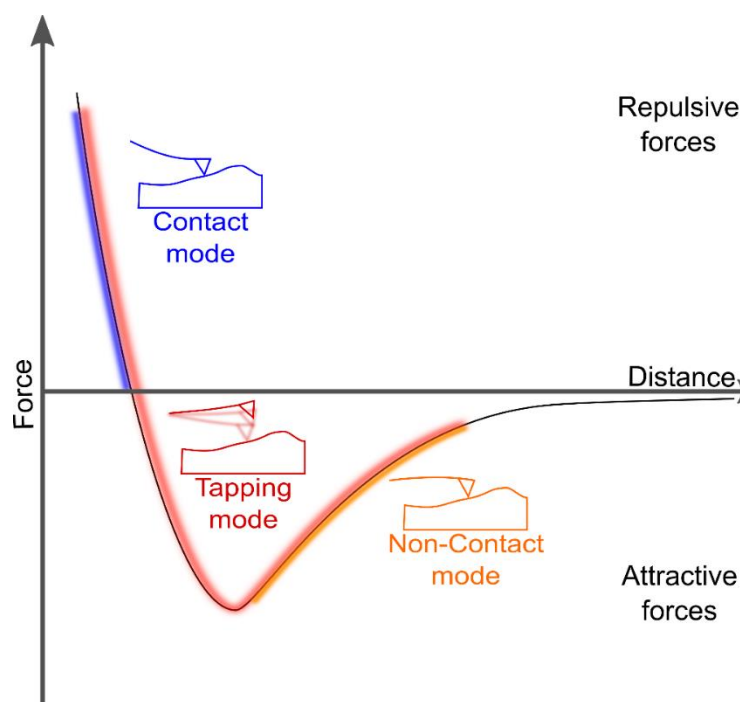 Repulsive
forces
Contact
mode
Force
Distance
Tapping
mode
Non-Contact
mode
Attractive
forces